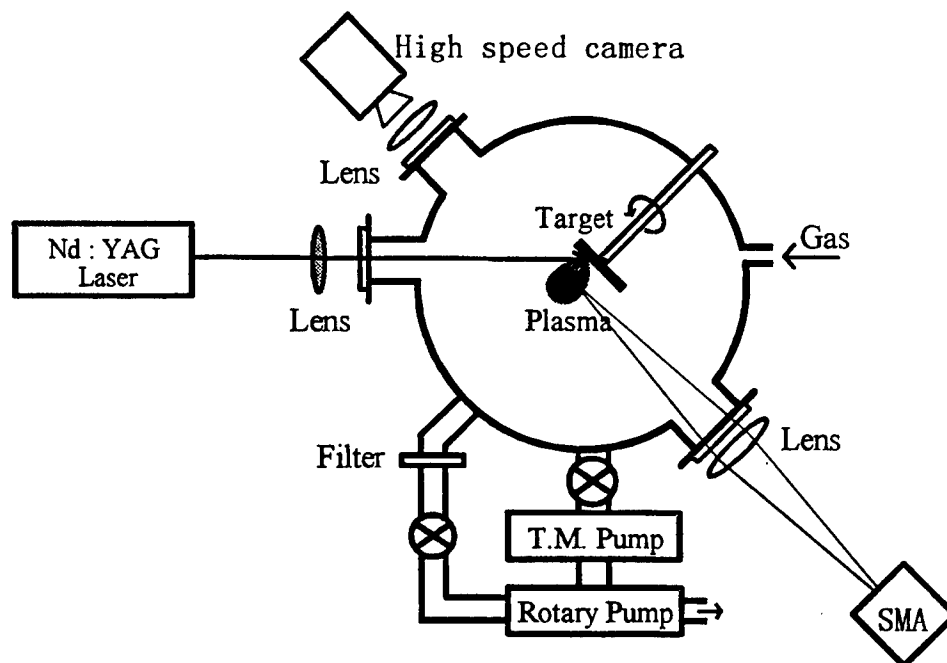 High speed camera
Lens
Target
Gas
Nd : YAG
Laser
Lens
Plasma
Lens
Filter
T.M. Pump
Rotary Pump
SMA